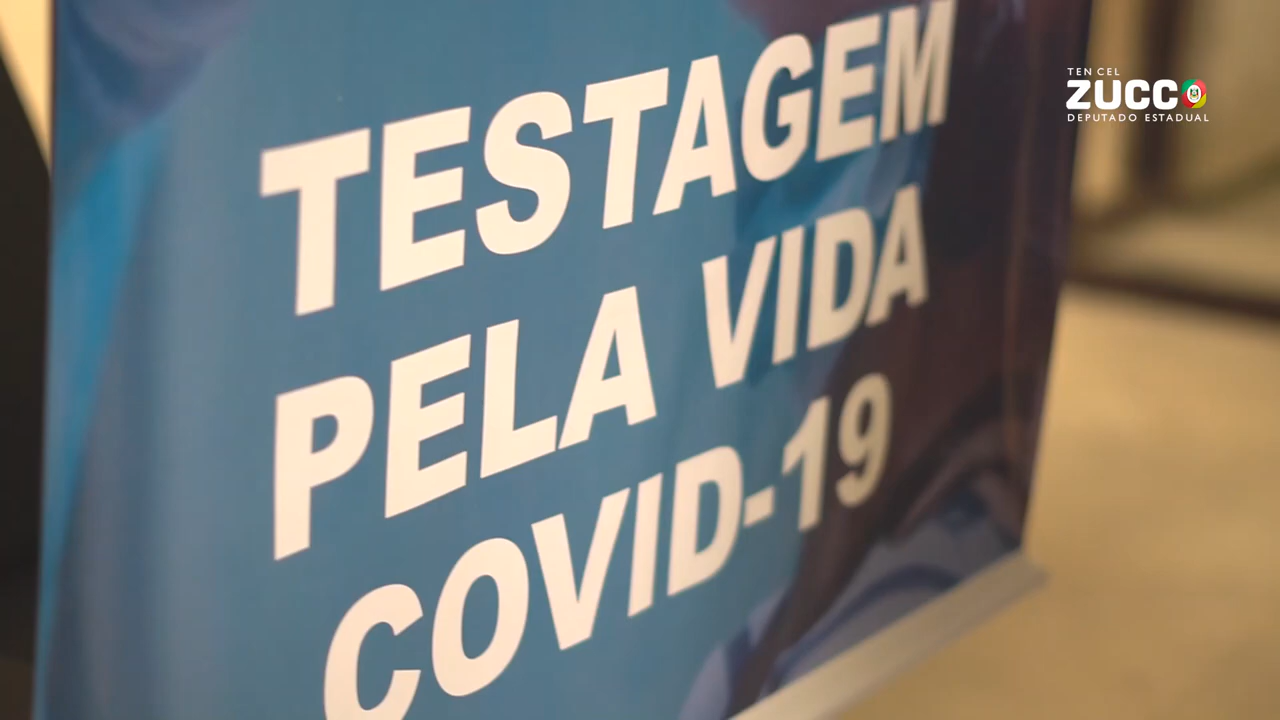 TESTAGEM
PELA VIDA
COVID-19
TEN CEL
ZUCCO
DEPUTADO ESTADUAL